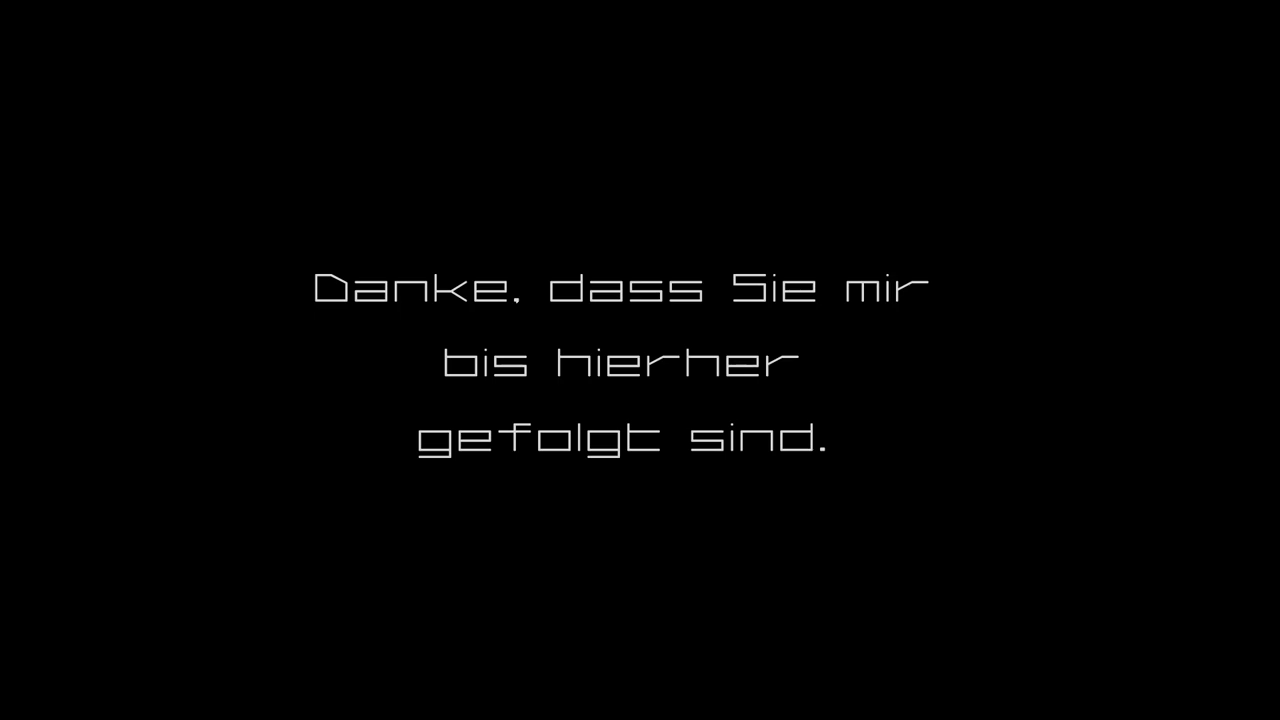 Danke, dass Sie mir
bis hierher
gefolgt sind.